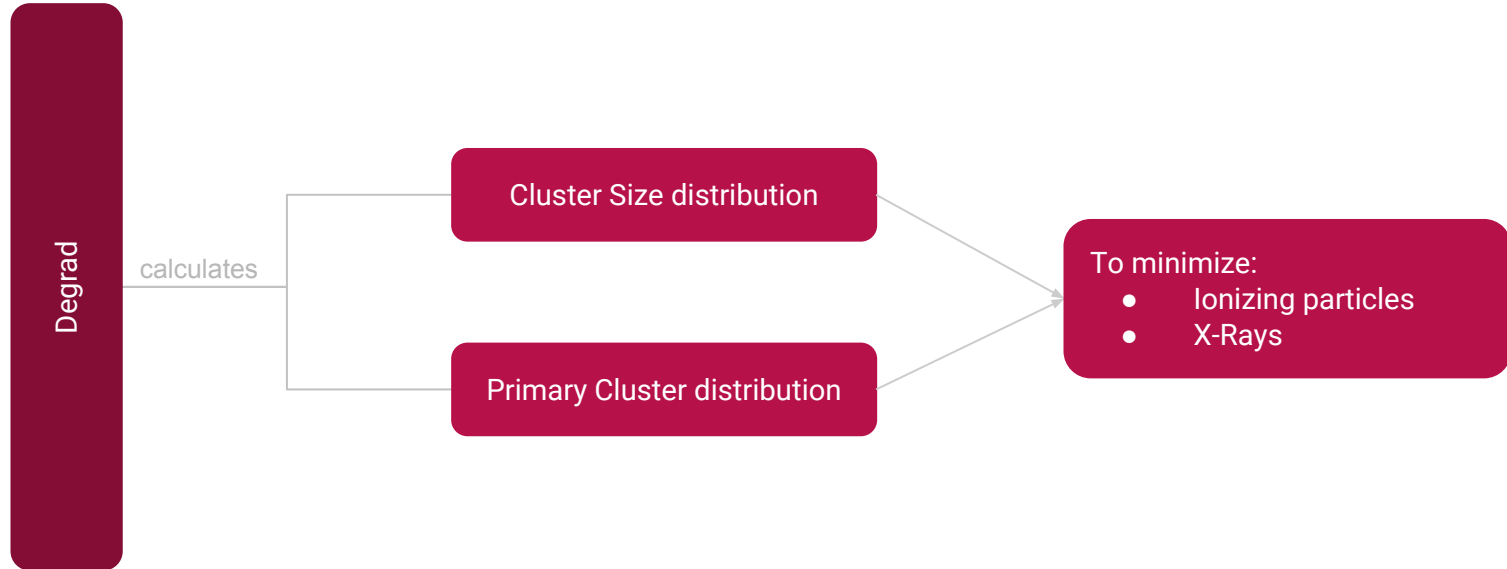 Degrad
calculates
Cluster Size distribution
Primary Cluster distribution
To minimize:
● Ionizing particles
● X-Rays